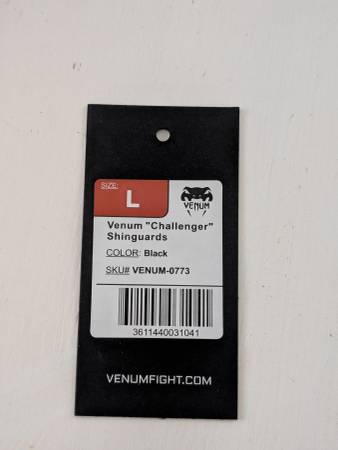 SIZE:
L
VENUM
Venum "Challenger"
Shinguards
COLOR: Black
SKU# VENUM-0773
3611440031041
VENUMFIGHT.COM